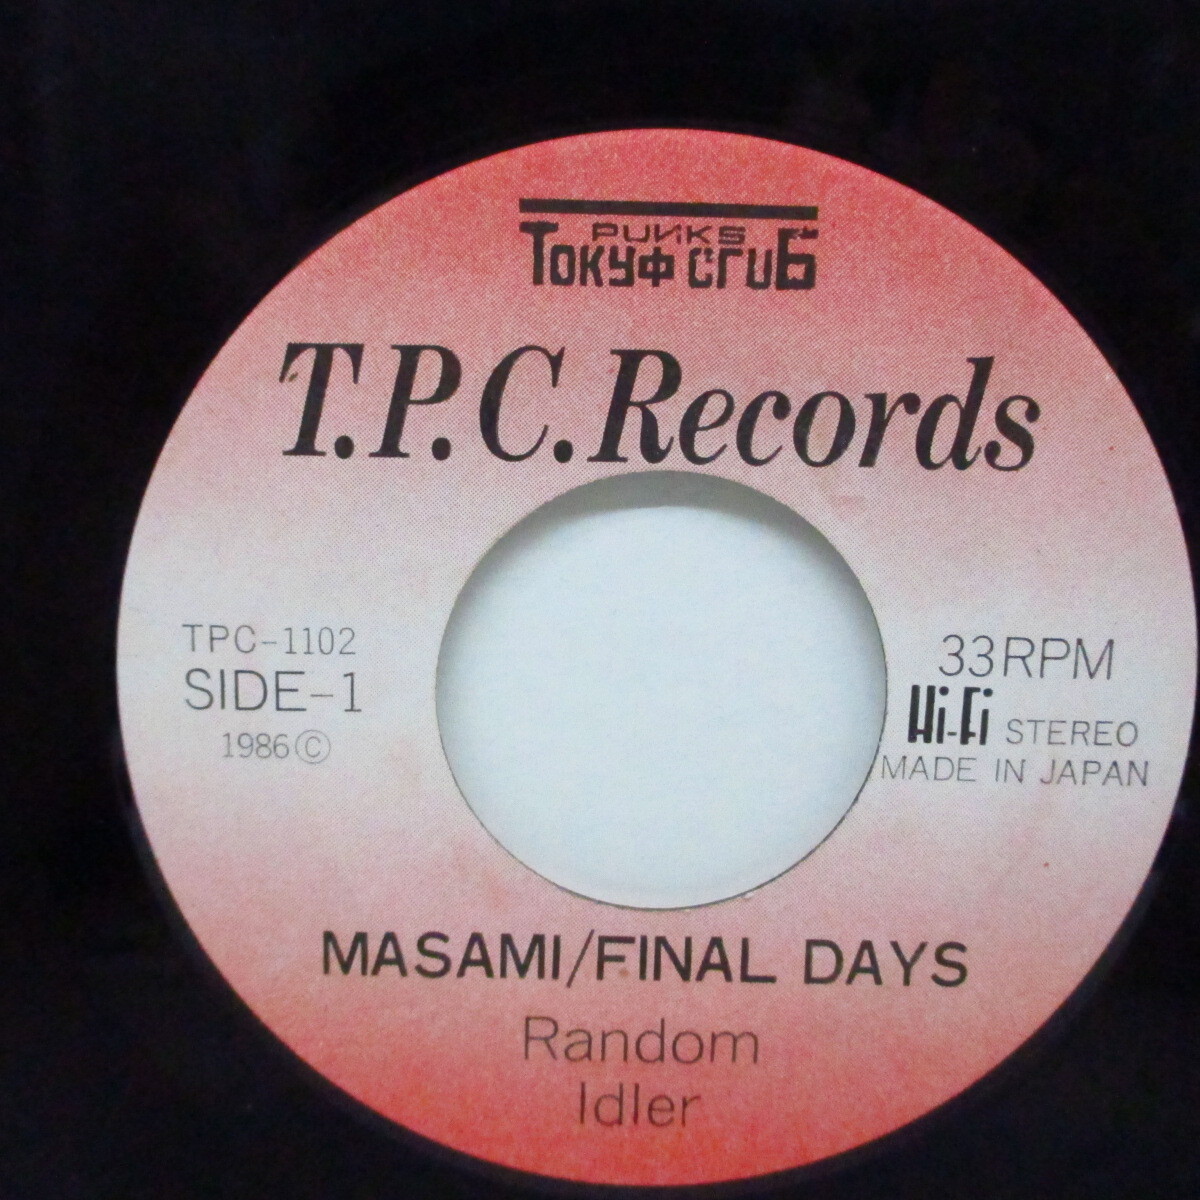 PUNKS
TOKYO CLUB
T.P.C. Records
TPC-1102
SIDE-1
1986©
33RPM
Hi-Fi STEREO
MADE IN JAPAN
MASAMI/FINAL DAYS
Random
Idler